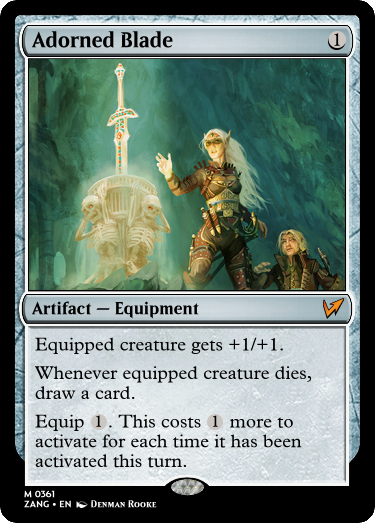 Adorned Blade 1
Artifact — Equipment
Equipped creature gets +1/+1.
Whenever equipped creature dies,
draw a card.
Equip 1. This costs 1 more to
activate for each time it has been
activated this turn.
M 0361
ZANG • EN Denman Rooke